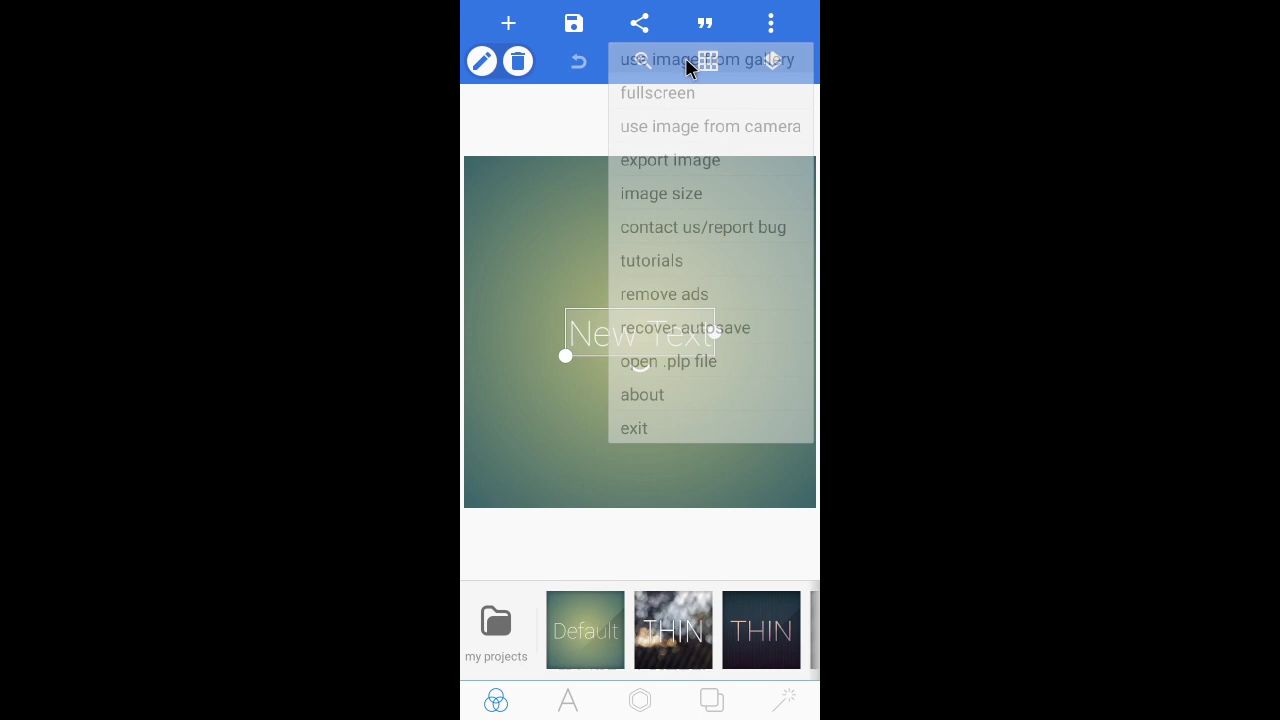 use image from gallery
fullscreen
use image from camera
export image
image size
contact us/report bug
tutorials
remove ads
recover autosave
New Text
open .plp file
about
exit
my projects
Default
THIN
THIN